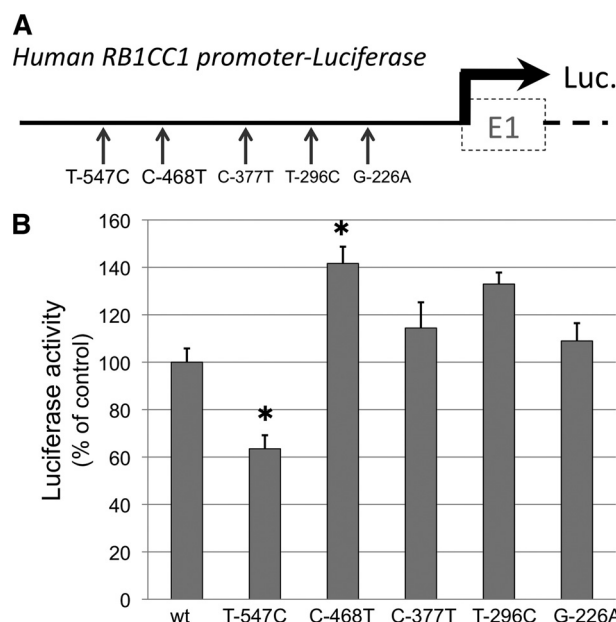 A
Human RB1CC1 promoter-Luciferase
Luc.
E1
T-547C C-468T C-377T T-296C G-226A
B
Luciferase activity
(% of control)
160
140
120
100
80
60
40
20
0
*
*
wt T-547C C-468T C-377T T-296C G-226A